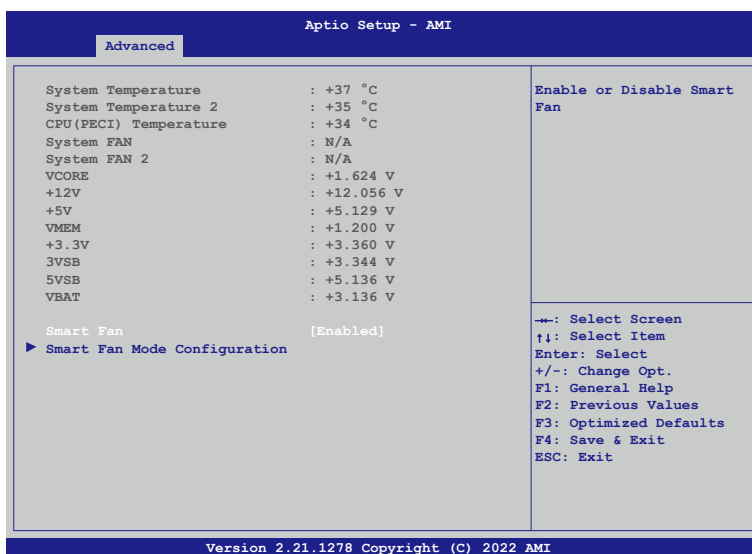 Aptio Setup - AMI
Advanced
System Temperature : +37 °C
System Temperature 2 : +35 °C
CPU(PECI) Temperature : +34 °C
System FAN : N/A
System FAN 2 : N/A
VCORE : +1.624 V
+12V : +12.056 V
+5V : +5.129 V
VMEM : +1.200 V
+3.3V : +3.360 V
3VSB : +3.344 V
5VSB : +5.136 V
VBAT : +3.136 V
Smart Fan [Enabled]
Smart Fan Mode Configuration
Enable or Disable Smart
Fan
→←: Select Screen
↑↓: Select Item
Enter: Select
+/-: Change Opt.
F1: General Help
F2: Previous Values
F3: Optimized Defaults
F4: Save & Exit
ESC: Exit
Version 2.21.1278 Copyright (C) 2022 AMI